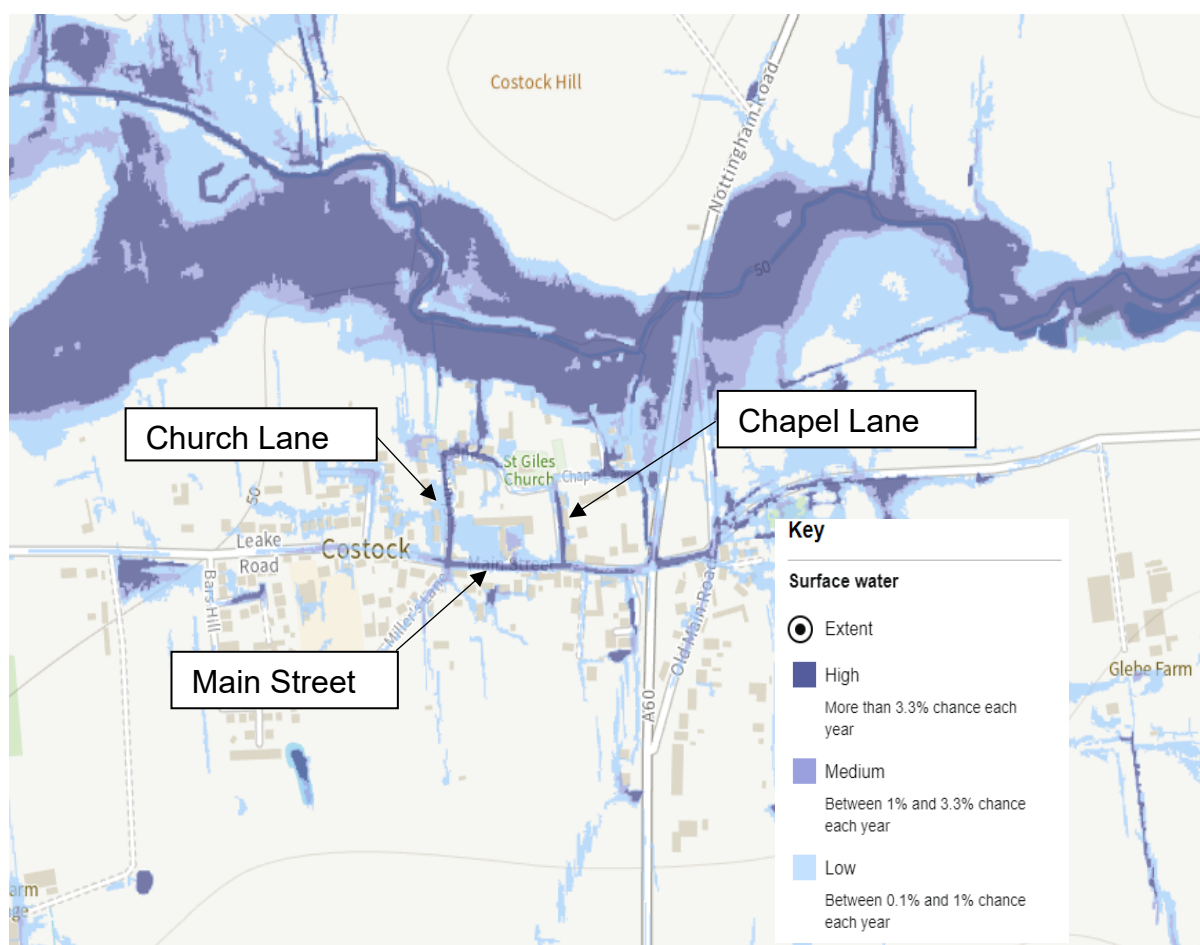 Costock Hill
Nottingham Road
50
Church Lane
Chapel Lane
St Giles
Church
Chapel
50
Leake
Road
Costock
Main Street
Bars Hill
Miller's Lane
Old Main Road
A60
Main Street
Glebe Farm
Key
Surface water
Extent
High
More than 3.3% chance each
year
Medium
Between 1% and 3.3% chance
each year
Low
Between 0.1% and 1% chance
each year